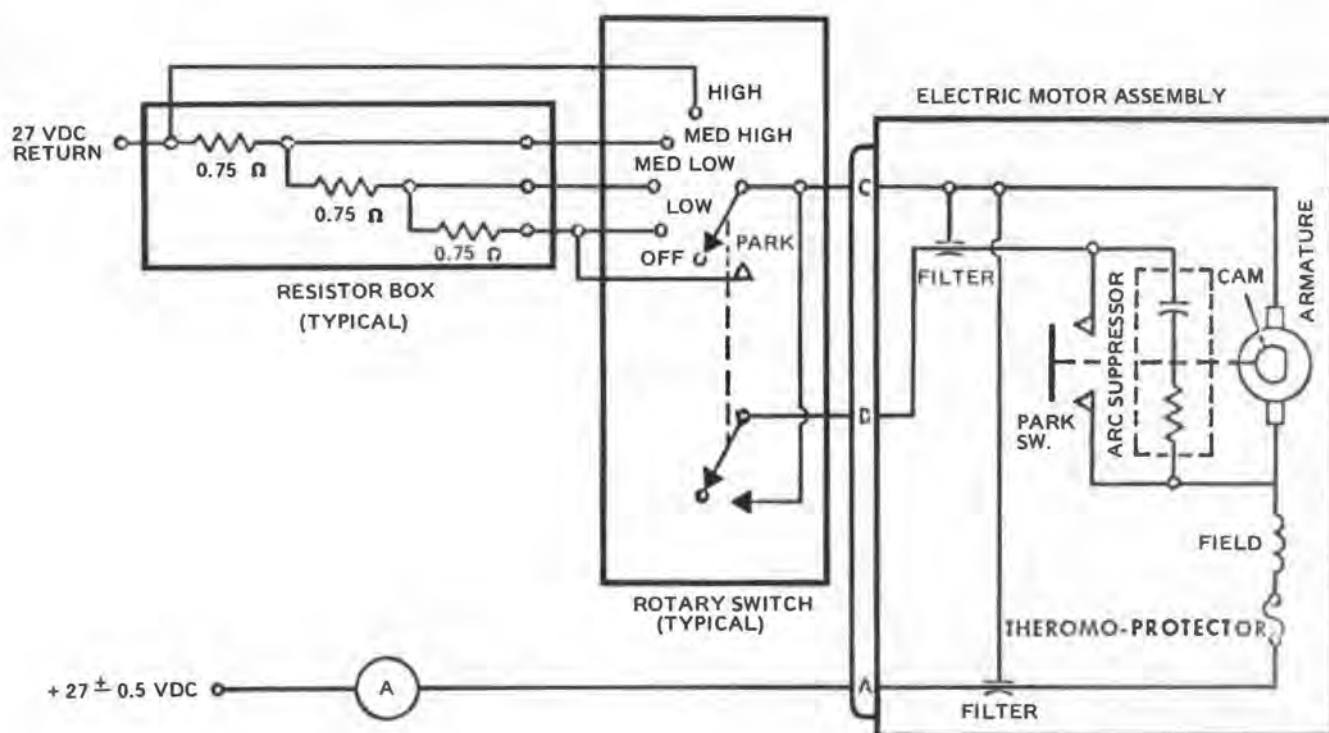 HIGH
ELECTRIC MOTOR ASSEMBLY
27 VDC
RETURN
MED HIGH
0.75 Ω
MED LOW
0.75 Ω
LOW
0.75 Ω
OFF
PARK
C
RESISTOR BOX
(TYPICAL)
FILTER
ARC SUPPRESSOR
CAM
ARMATURE
B
PARK
SW.
FIELD
ROTARY SWITCH
(TYPICAL)
THEROMO-PROTECTOR
+ 27 ± 0.5 VDC
A
A
FILTER